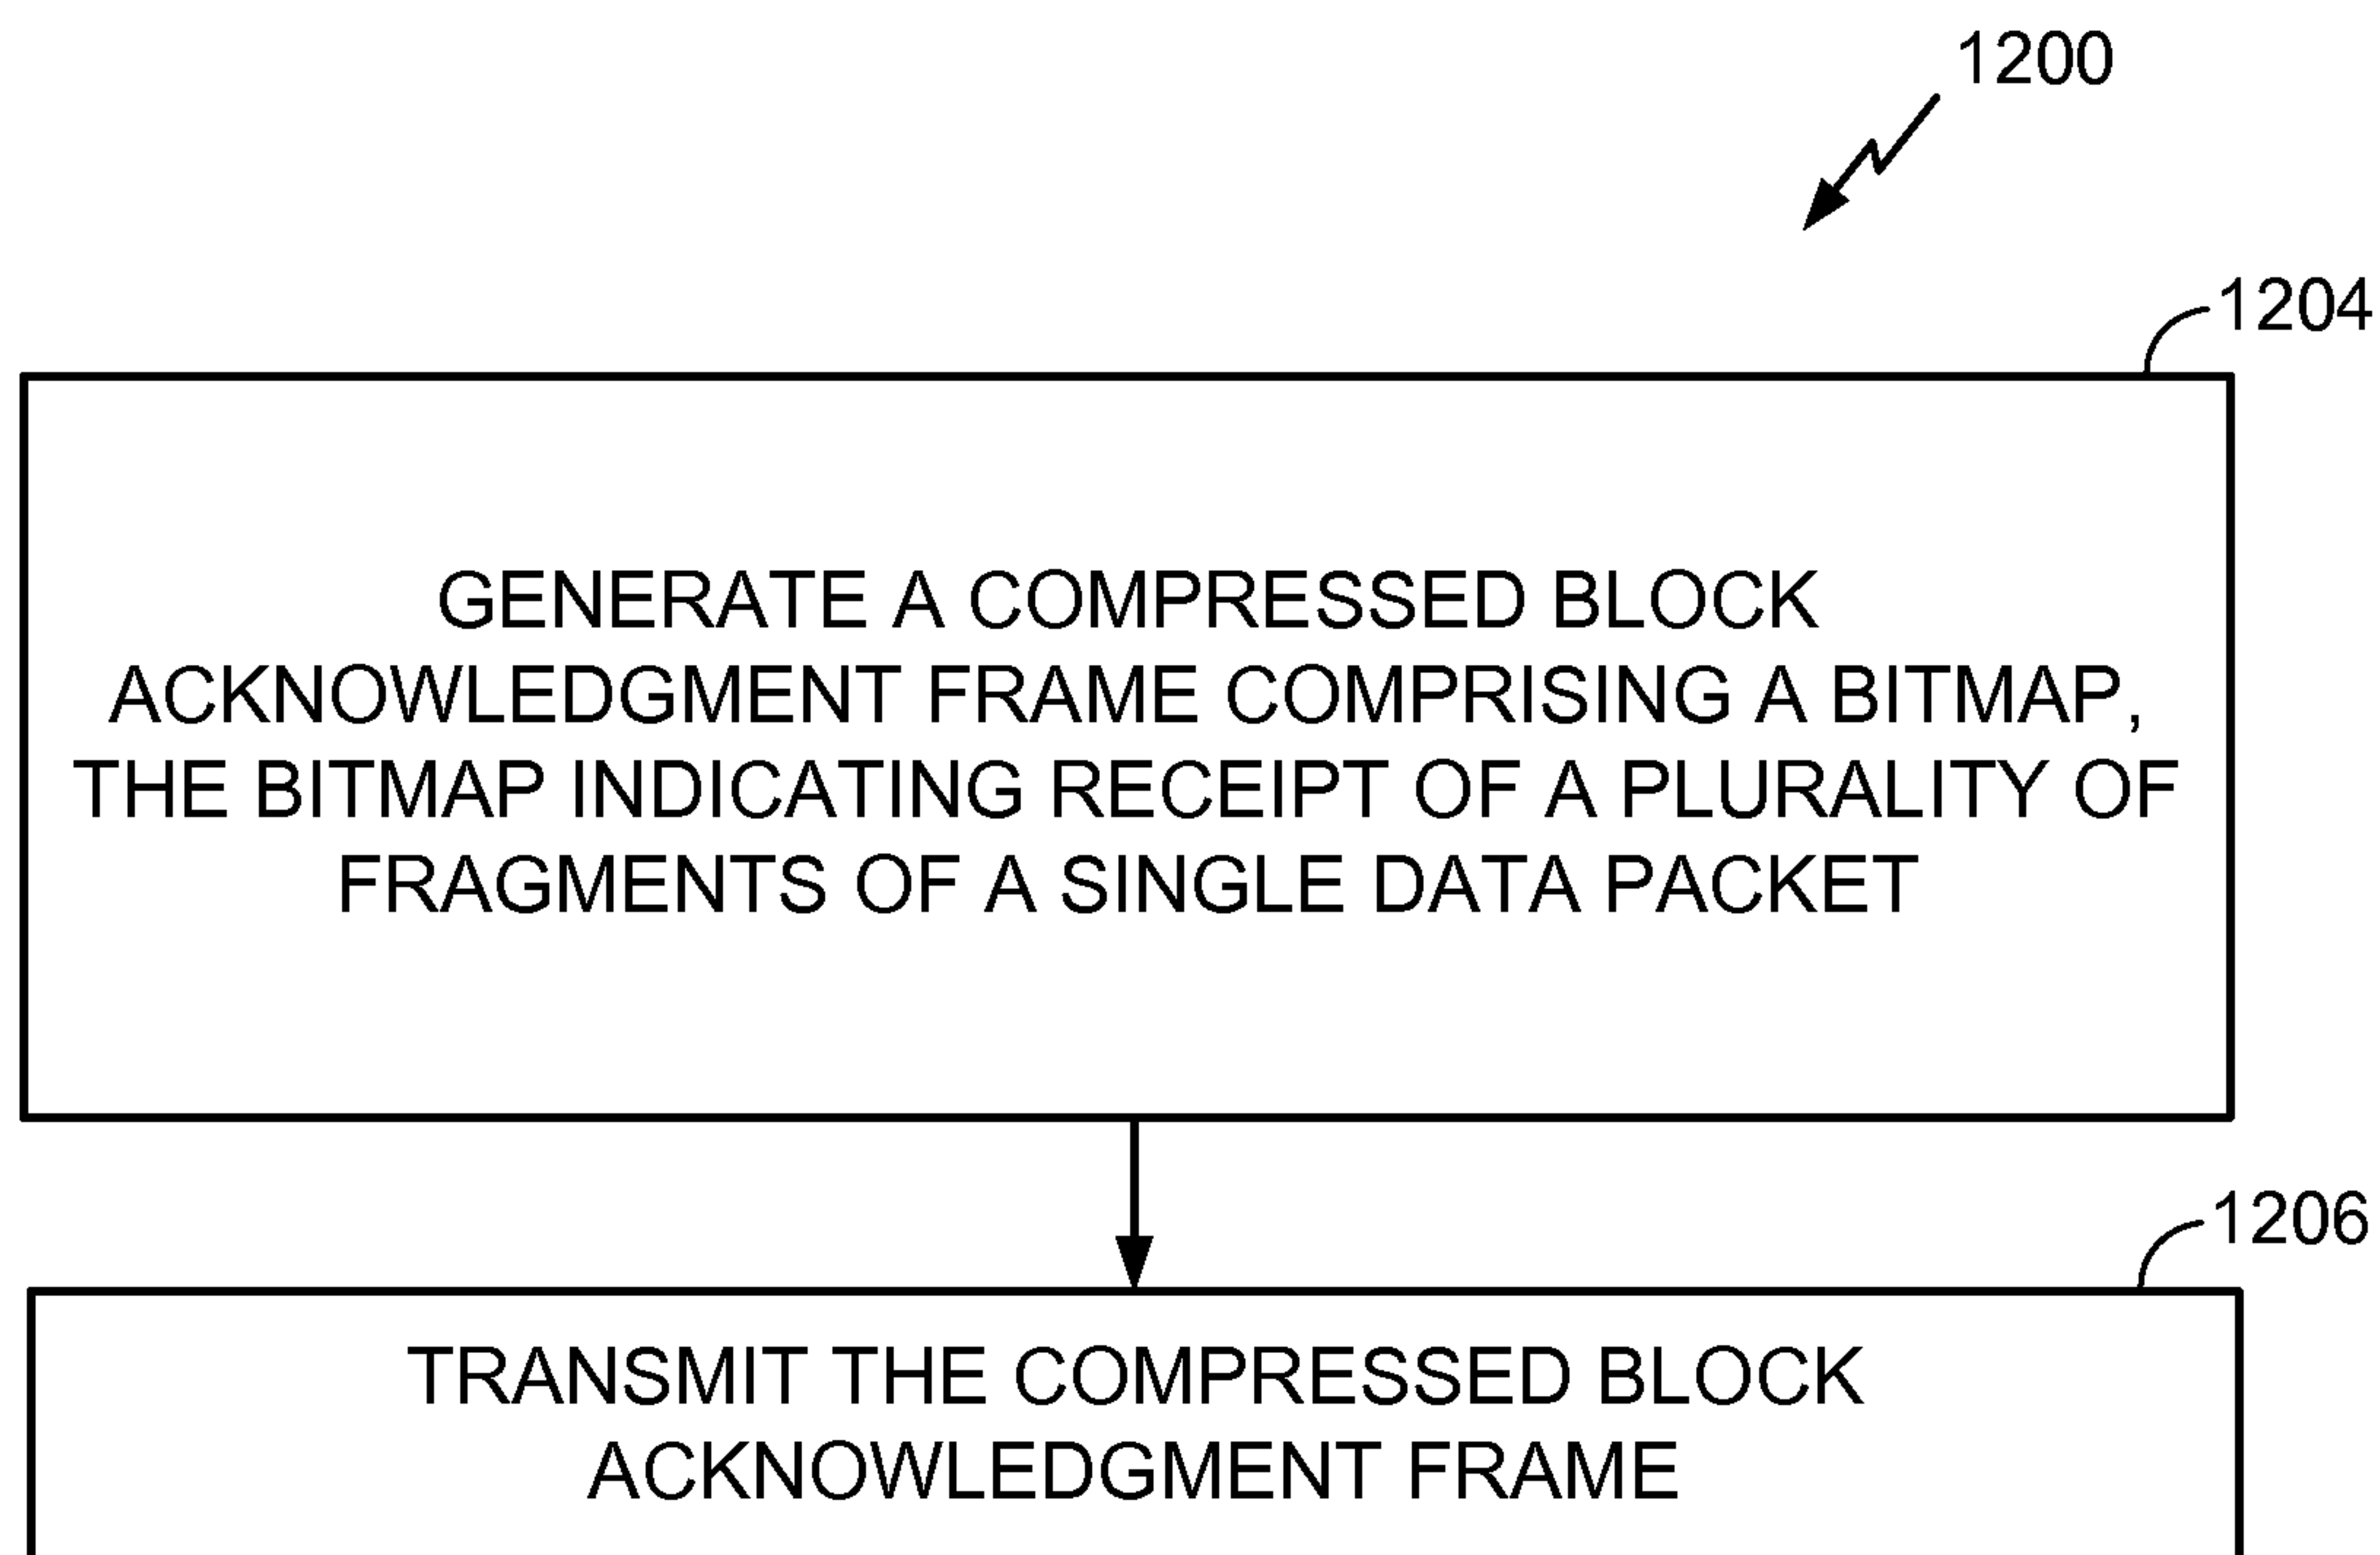 1200
1204
GENERATE A COMPRESSED BLOCK
ACKNOWLEDGMENT FRAME COMPRISING A BITMAP,
THE BITMAP INDICATING RECEIPT OF A PLURALITY OF
FRAGMENTS OF A SINGLE DATA PACKET
1206
TRANSMIT THE COMPRESSED BLOCK
ACKNOWLEDGMENT FRAME